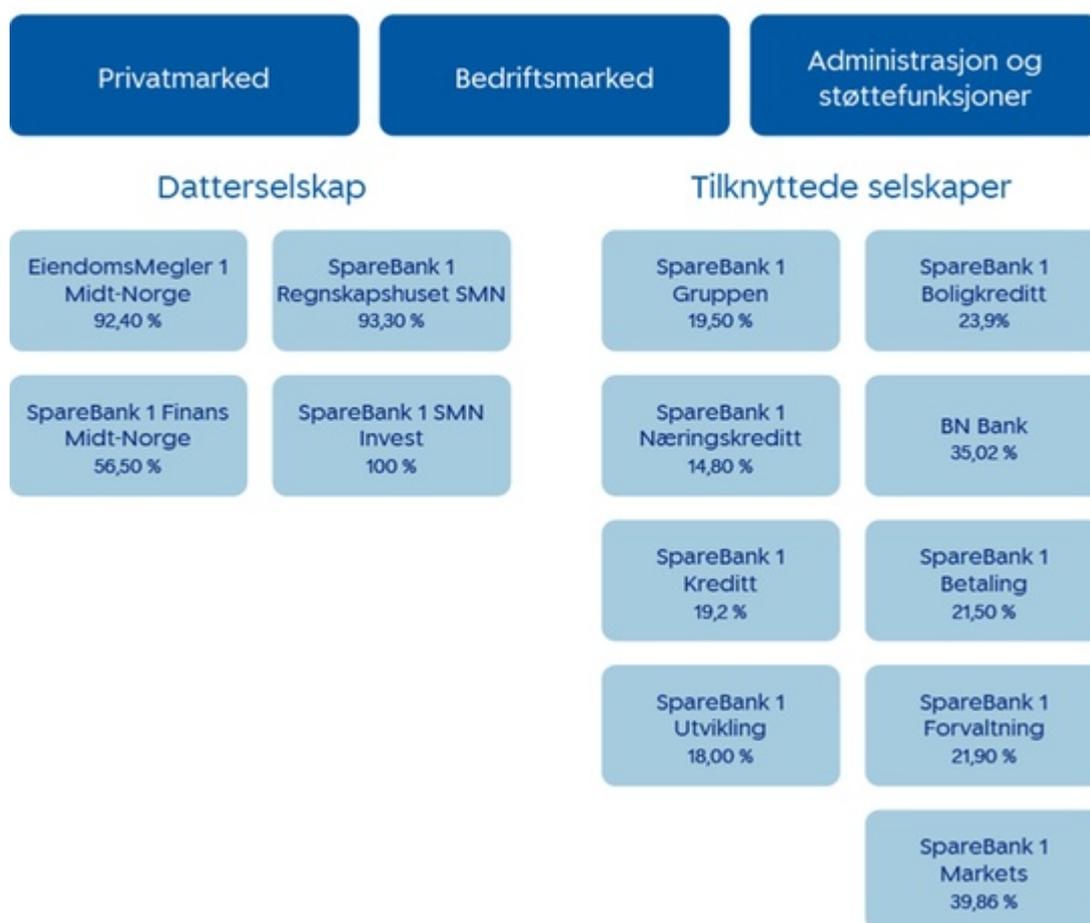 Privatmarked
Bedriftsmarked
Administrasjon og
støttefunksjoner
Datterselskap
Tilknyttede selskaper
EiendomsMegler 1
Midt-Norge
92,40 %
SpareBank 1
Regnskapshuset SMN
93,30 %
SpareBank 1
Gruppen
19,50 %
SpareBank 1
Boligkreditt
23,9%
SpareBank 1 Finans
Midt-Norge
56,50 %
SpareBank 1 SMN
Invest
100 %
SpareBank 1
Næringskreditt
14,80 %
BN Bank
35,02 %
SpareBank 1
Kreditt
19,2 %
SpareBank 1
Betaling
21,50 %
SpareBank 1
Utvikling
18,00 %
SpareBank 1
Forvaltning
21,90 %
SpareBank 1
Markets
39,86 %